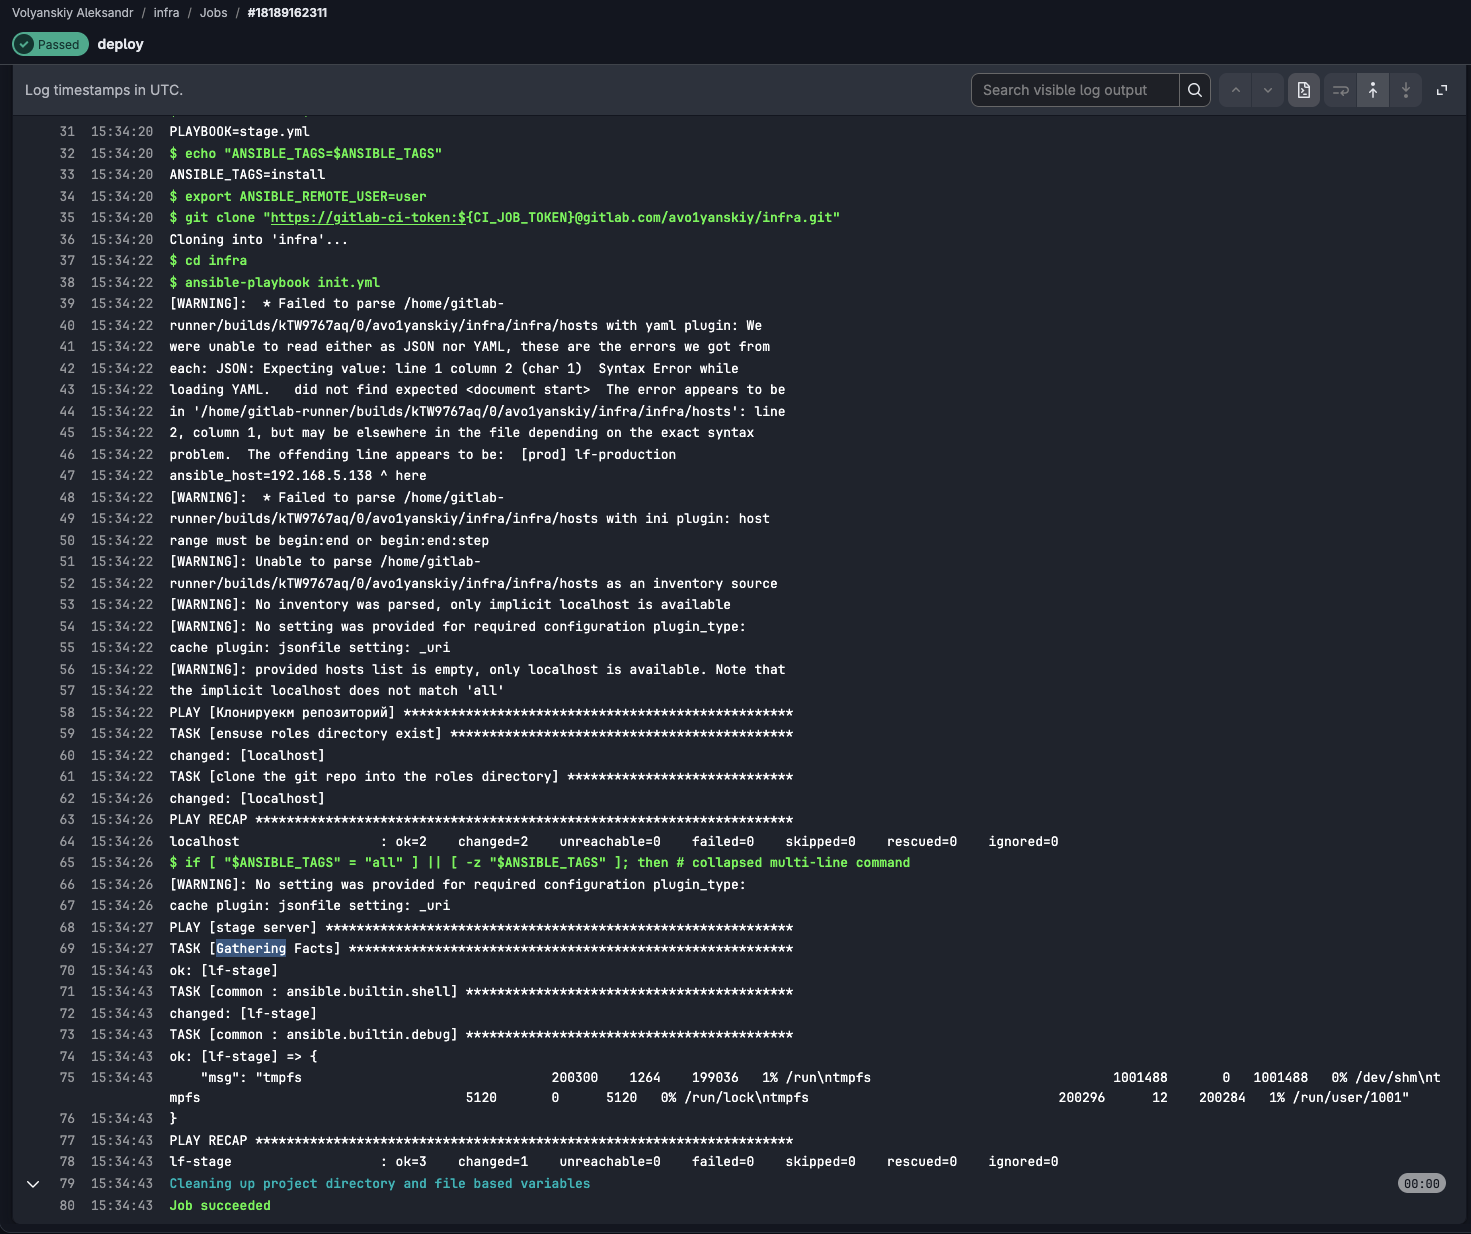 Volyanskiy Aleksandr / infra / Jobs / #18189162311
Passed deploy
Log timestamps in UTC.
Search visible log output
31 15:34:20 PLAYBOOK=stage.yml
32 15:34:20 $ echo "ANSIBLE_TAGS=$ANSIBLE_TAGS"
33 15:34:20 ANSIBLE_TAGS=install
34 15:34:20 $ export ANSIBLE_REMOTE_USER=user
35 15:34:20 $ git clone "https://gitlab-ci-token:${CI_JOB_TOKEN}@gitlab.com/avo1yanskiy/infra.git"
36 15:34:20 Cloning into 'infra'...
37 15:34:22 $ cd infra
38 15:34:22 $ ansible-playbook init.yml
39 15:34:22 [WARNING]:  * Failed to parse /home/gitlab-
40 15:34:22 runner/builds/kTW9767aq/0/avo1yanskiy/infra/infra/hosts with yaml plugin: We
41 15:34:22 were unable to read either as JSON nor YAML, these are the errors we got from
42 15:34:22 each: JSON: Expecting value: line 1 column 2 (char 1)  Syntax Error while
43 15:34:22 loading YAML.   did not find expected <document start>  The error appears to be
44 15:34:22 in '/home/gitlab-runner/builds/kTW9767aq/0/avo1yanskiy/infra/infra/hosts': line
45 15:34:22 2, column 1, but may be elsewhere in the file depending on the exact syntax
46 15:34:22 problem.  The offending line appears to be:  [prod] lf-production
47 15:34:22 ansible_host=192.168.5.138 ^ here
48 15:34:22 [WARNING]:  * Failed to parse /home/gitlab-
49 15:34:22 runner/builds/kTW9767aq/0/avo1yanskiy/infra/infra/hosts with ini plugin: host
50 15:34:22 range must be begin:end or begin:end:step
51 15:34:22 [WARNING]: Unable to parse /home/gitlab-
52 15:34:22 runner/builds/kTW9767aq/0/avo1yanskiy/infra/infra/hosts as an inventory source
53 15:34:22 [WARNING]: No inventory was parsed, only implicit localhost is available
54 15:34:22 [WARNING]: No setting was provided for required configuration plugin_type:
55 15:34:22 cache plugin: jsonfile setting: _uri
56 15:34:22 [WARNING]: provided hosts list is empty, only localhost is available. Note that
57 15:34:22 the implicit localhost does not match 'all'
58 15:34:22 PLAY [Клонируекм репозиторий] **************************************************
59 15:34:22 TASK [ensuse roles directory exist] ********************************************
60 15:34:22 changed: [localhost]
61 15:34:22 TASK [clone the git repo into the roles directory] *****************************
62 15:34:26 changed: [localhost]
63 15:34:26 PLAY RECAP *********************************************************************
64 15:34:26 localhost                  : ok=2    changed=2    unreachable=0    failed=0    skipped=0    rescued=0    ignored=0
65 15:34:26 $ if [ "$ANSIBLE_TAGS" = "all" ] || [ -z "$ANSIBLE_TAGS" ]; then # collapsed multi-line command
66 15:34:26 [WARNING]: No setting was provided for required configuration plugin_type:
67 15:34:26 cache plugin: jsonfile setting: _uri
68 15:34:27 PLAY [stage server] ************************************************************
69 15:34:27 TASK [Gathering Facts] *********************************************************
70 15:34:43 ok: [lf-stage]
71 15:34:43 TASK [common : ansible.builtin.shell] ******************************************
72 15:34:43 changed: [lf-stage]
73 15:34:43 TASK [common : ansible.builtin.debug] ******************************************
74 15:34:43 ok: [lf-stage] => {
75 15:34:43     "msg": "tmpfs                                200300    1264    199036   1% /run\ntmpfs                               1001488       0   1001488   0% /dev/shm\nt
mpfs                                  5120       0      5120   0% /run/lock\ntmpfs                                200296      12    200284   1% /run/user/1001"
76 15:34:43 }
77 15:34:43 PLAY RECAP *********************************************************************
78 15:34:43 lf-stage                   : ok=3    changed=1    unreachable=0    failed=0    skipped=0    rescued=0    ignored=0
79 15:34:43 Cleaning up project directory and file based variables 00:00
80 15:34:43 Job succeeded